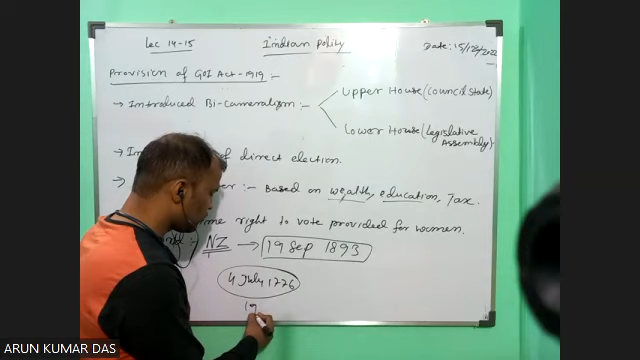 Lec 14-15 Indian Polity Date: 15/12/2022
Provision of GOI Act-1919 :-
→ Introduced Bi-cameralism :- Upper House (Council State)
Lower House (Legislative Assembly)
→ of direct election.
→ :- Based on wealth, education, Tax.
right to vote provided for women.
NZ → 19 Sep 1893
4 July 1776
ARUN KUMAR DAS